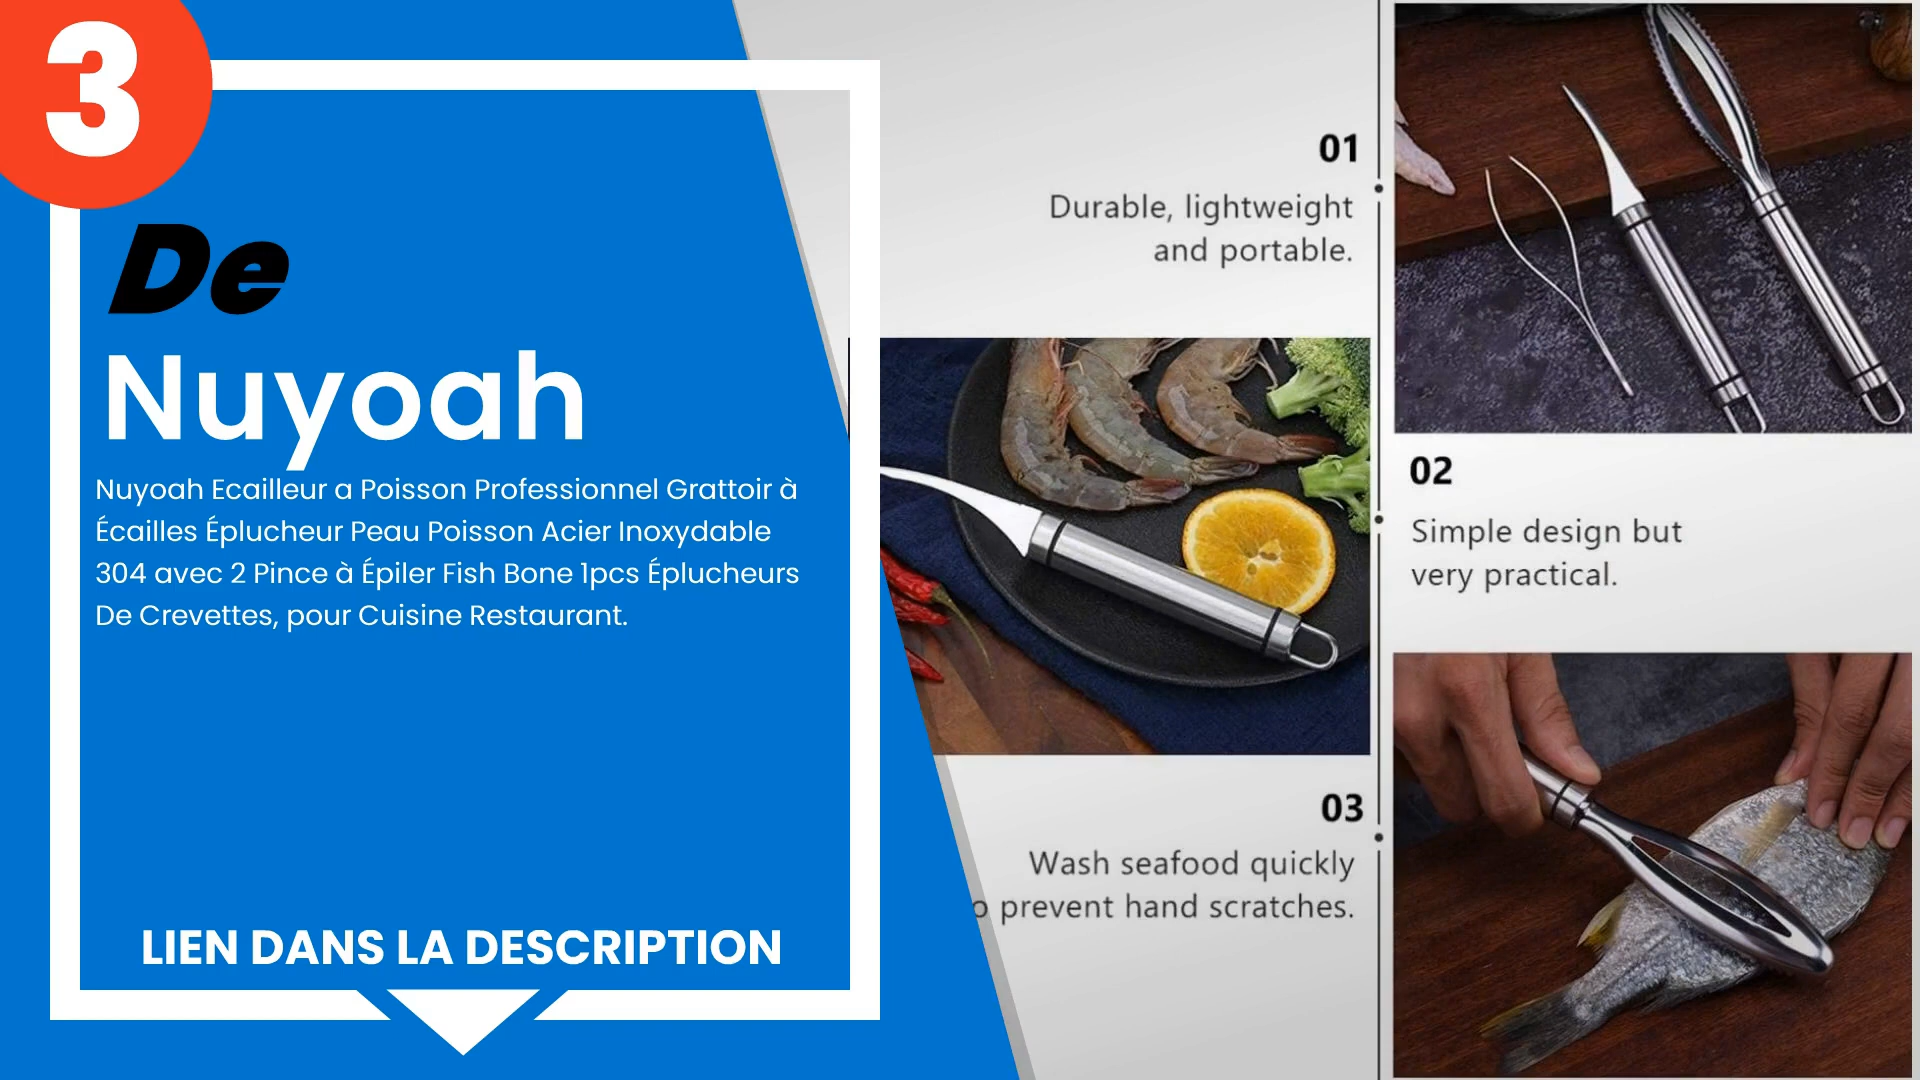 3
De
Nuyoah
Nuyoah Ecailleur a Poisson Professionnel Grattoir à
Écailles Éplucheur Peau Poisson Acier Inoxydable
304 avec 2 Pince à Épiler Fish Bone 1pcs Éplucheurs
De Crevettes, pour Cuisine Restaurant.
LIEN DANS LA DESCRIPTION
01
Durable, lightweight
and portable.
02
Simple design but
very practical.
03
Wash seafood quickly
o prevent hand scratches.